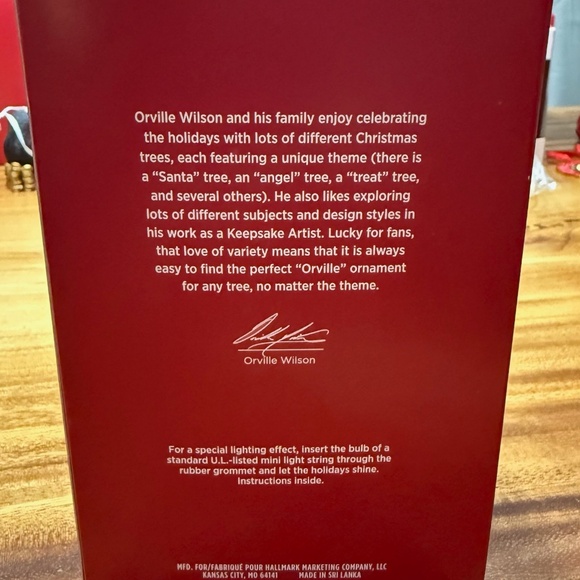 Orville Wilson and his family enjoy celebrating
the holidays with lots of different Christmas
trees, each featuring a unique theme (there is
a “Santa” tree, an “angel” tree, a “treat” tree,
and several others). He also likes exploring
lots of different subjects and design styles in
his work as a Keepsake Artist. Lucky for fans,
that love of variety means that it is always
easy to find the perfect “Orville” ornament
for any tree, no matter the theme.
Orville Wilson
For a special lighting effect, insert the bulb of a
standard U.L.-listed mini light string through the
rubber grommet and let the holidays shine.
Instructions inside.
MFD. FOR/FABRIQUÉ POUR HALLMARK MARKETING COMPANY, LLC
KANSAS CITY, MO 64141 MADE IN SRI LANKA